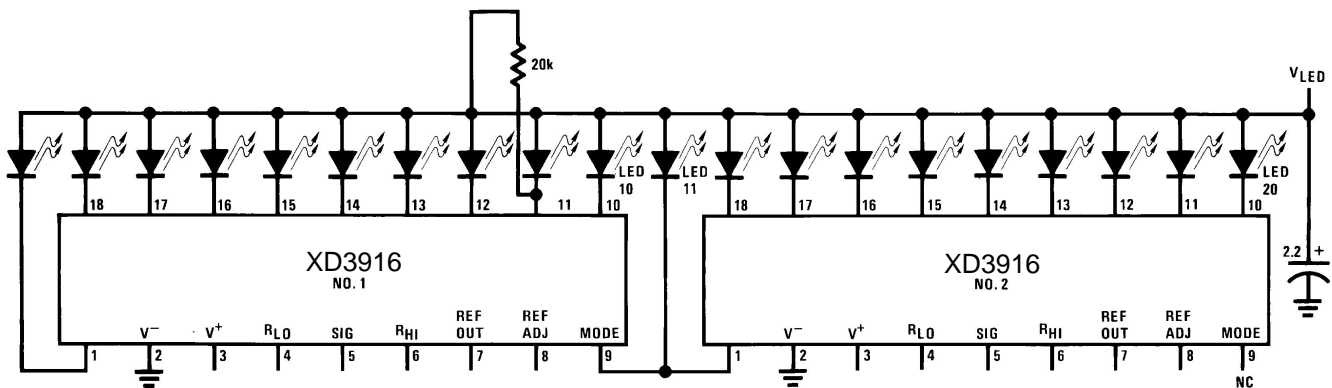 20k
VLED
LED
10
LED
11
LED
20
18 17 16 15 14 13 12 11 10
18 17 16 15 14 13 12 11 10
2.2 +
XD3916
NO. 1
XD3916
NO. 2
V− V+ RLO SIG RHI REF OUT REF ADJ MODE
V− V+ RLO SIG RHI REF OUT REF ADJ MODE
1 2 3 4 5 6 7 8 9
1 2 3 4 5 6 7 8 9
NC